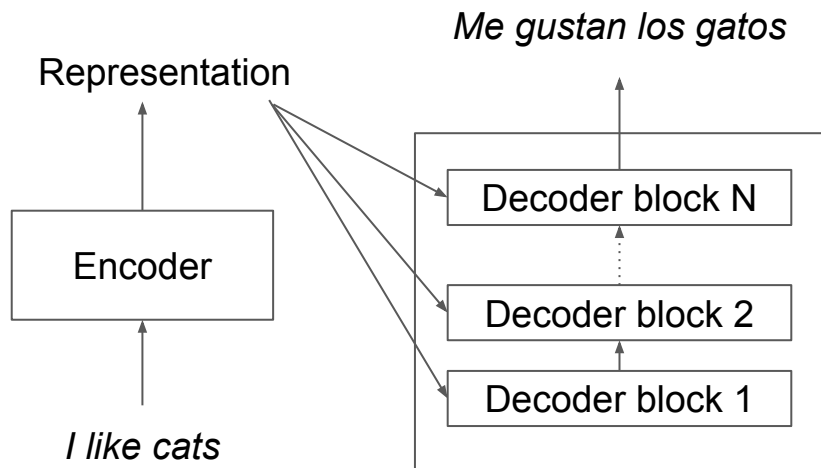 Me gustan los gatos
Representation
Decoder block N
Encoder
Decoder block 2
Decoder block 1
I like cats